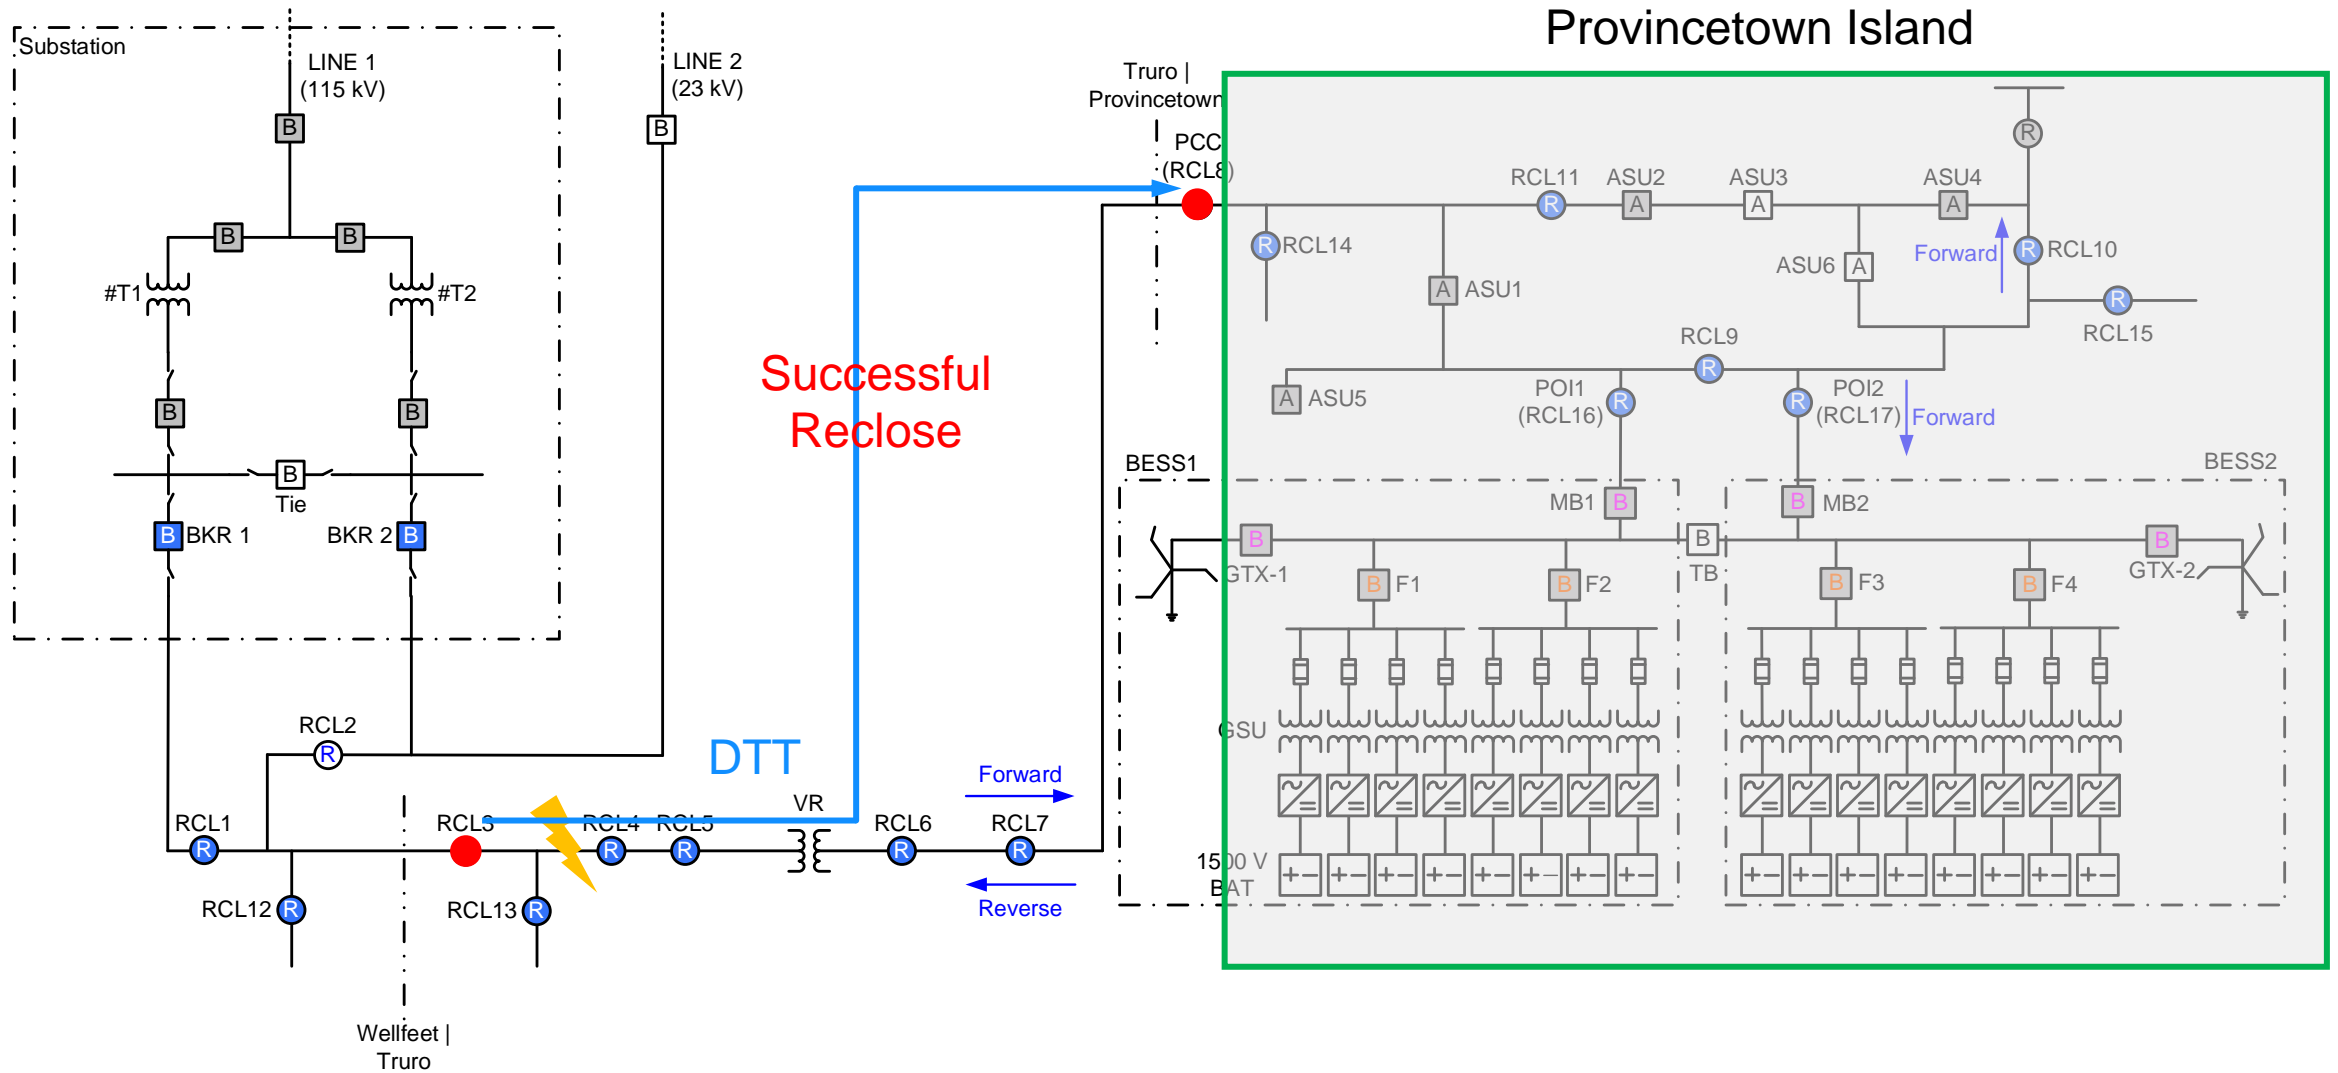 Provincetown Island
Substation
LINE 1
(115 kV)
LINE 2
(23 kV)
Truro |
Provincetown
PCC
(RCL8)
B
B
B
B
#T1
#T2
B
B
B
Tie
B
BKR 1
BKR 2
B
Successful
Reclose
DTT
RCL2
R
RCL1
R
RCL12
R
RCL3
RCL13
R
RCL4
R
RCL5
R
VR
RCL6
R
RCL7
R
Forward
Reverse
Wellfeet |
Truro
R
RCL11
R
ASU2
A
ASU3
A
ASU4
A
R
RCL14
A
ASU1
ASU6
A
Forward
R
RCL10
R
RCL15
RCL9
R
A
ASU5
POI1
(RCL16)
R
POI2
(RCL17)
R
Forward
BESS1
BESS2
MB1
B
B
MB2
B
GTX-1
B
TB
B
GTX-2
B
F1
B
F2
B
F3
B
F4
GSU
1500 V
BAT